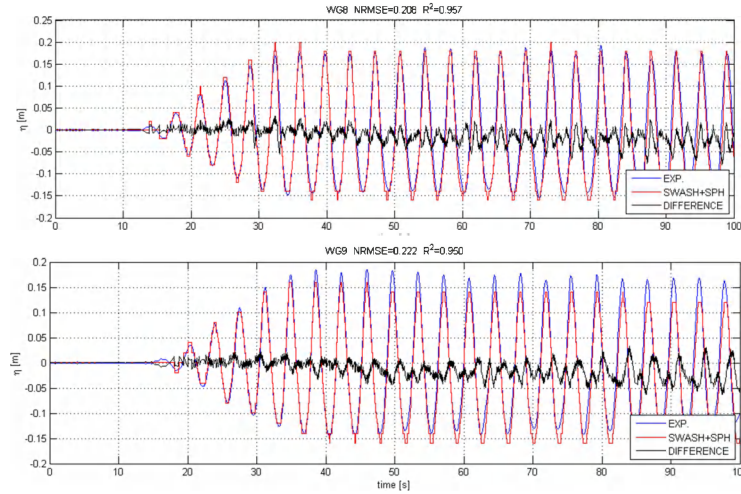 WG8 NRMSE=0.208 R²=0.957
0.25
0.2
0.15
0.1
0.05
0
-0.05
-0.1
-0.15
-0.2
η [m]
EXP.
SWASH+SPH
DIFFERENCE
0 10 20 30 40 50 60 70 80 90 100
WG9 NRMSE=0.222 R²=0.950
0.2
0.15
0.1
0.05
0
-0.05
-0.1
-0.15
-0.2
η [m]
EXP.
SWASH+SPH
DIFFERENCE
0 10 20 30 40 50 60 70 80 90 100
time [s]